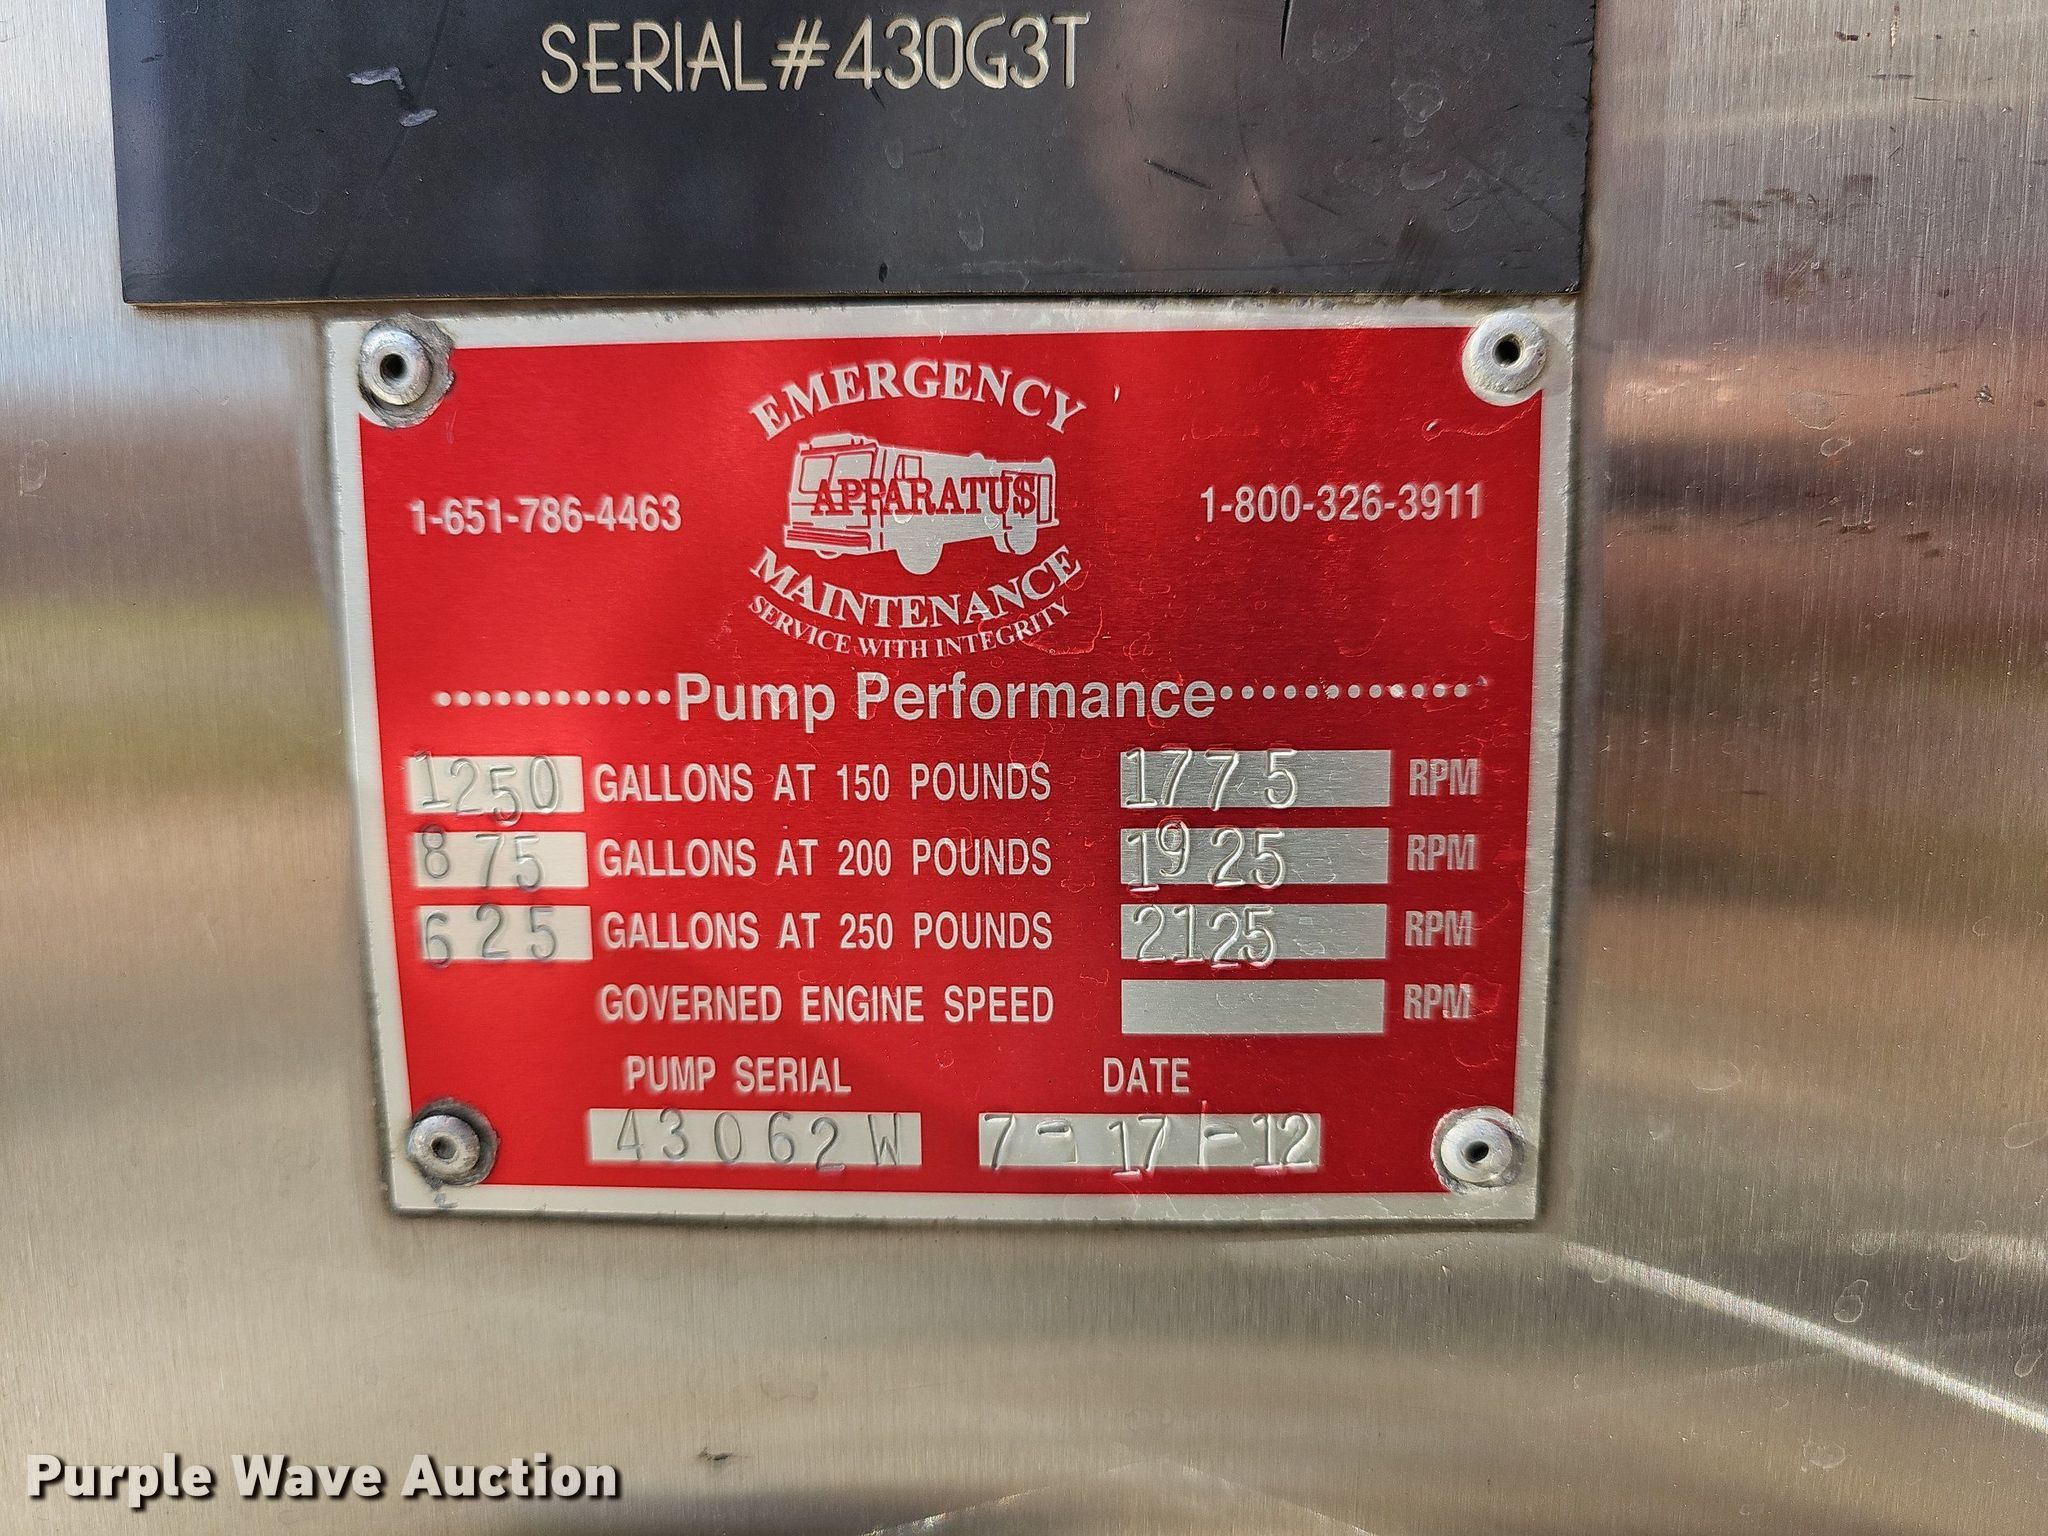 SERIAL#430G3T
EMERGENCY
APPARATUS
MAINTENANCE
SERVICE WITH INTEGRITY
1-651-786-4463
1-800-326-3911
Pump Performance
1250 GALLONS AT 150 POUNDS 1775 RPM
875 GALLONS AT 200 POUNDS 1925 RPM
625 GALLONS AT 250 POUNDS 2125 RPM
GOVERNED ENGINE SPEED RPM
PUMP SERIAL DATE
43062W 7-17-12
Purple Wave Auction